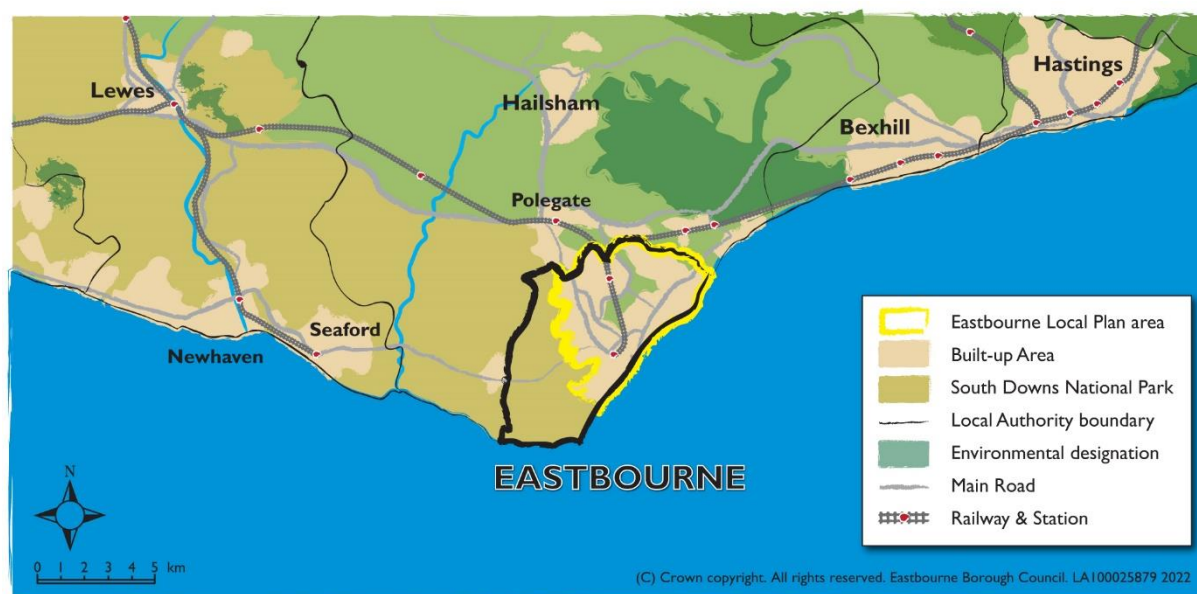 Lewes
Hailsham
Hastings
Bexhill
Polegate
Seaford
Newhaven
EASTBOURNE
Eastbourne Local Plan area
Built-up Area
South Downs National Park
Local Authority boundary
Environmental designation
Main Road
Railway & Station
N
0 1 2 3 4 5 km
(C) Crown copyright. All rights reserved. Eastbourne Borough Council. LA100025879 2022